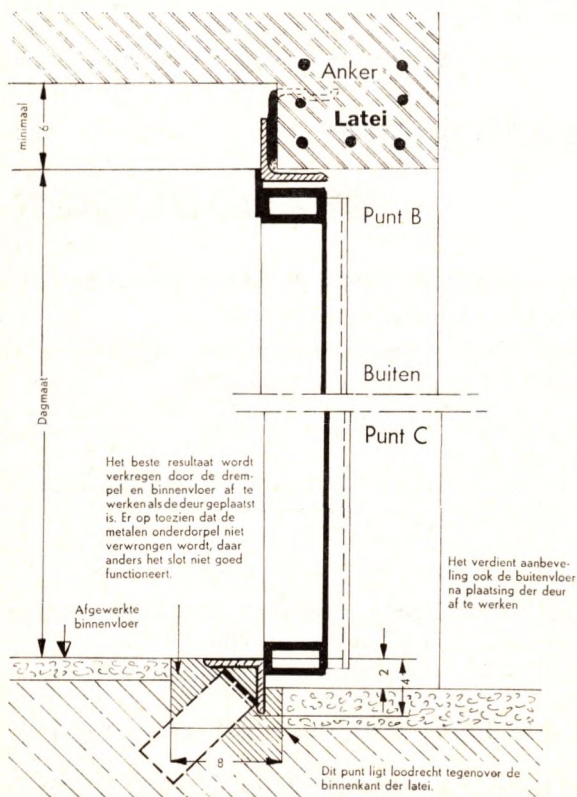 Anker
Latei
minimaal
6
Punt B
Dagmaat
Buiten
Punt C
Het beste resultaat wordt
verkregen door de drem-
pel en binnenvloer af te
werken als de deur geplaatst
is. Er op toezien dat de
metalen onderdorpel niet
verwrongen wordt, daar
anders het slot niet goed
functioneert.
Het verdient aanbeve-
ling ook de buitenvloer
na plaatsing der deur
af te werken
Afgewerkte
binnenvloer
2
4
8
Dit punt ligt loodrecht tegenover de
binnenkant der latei.